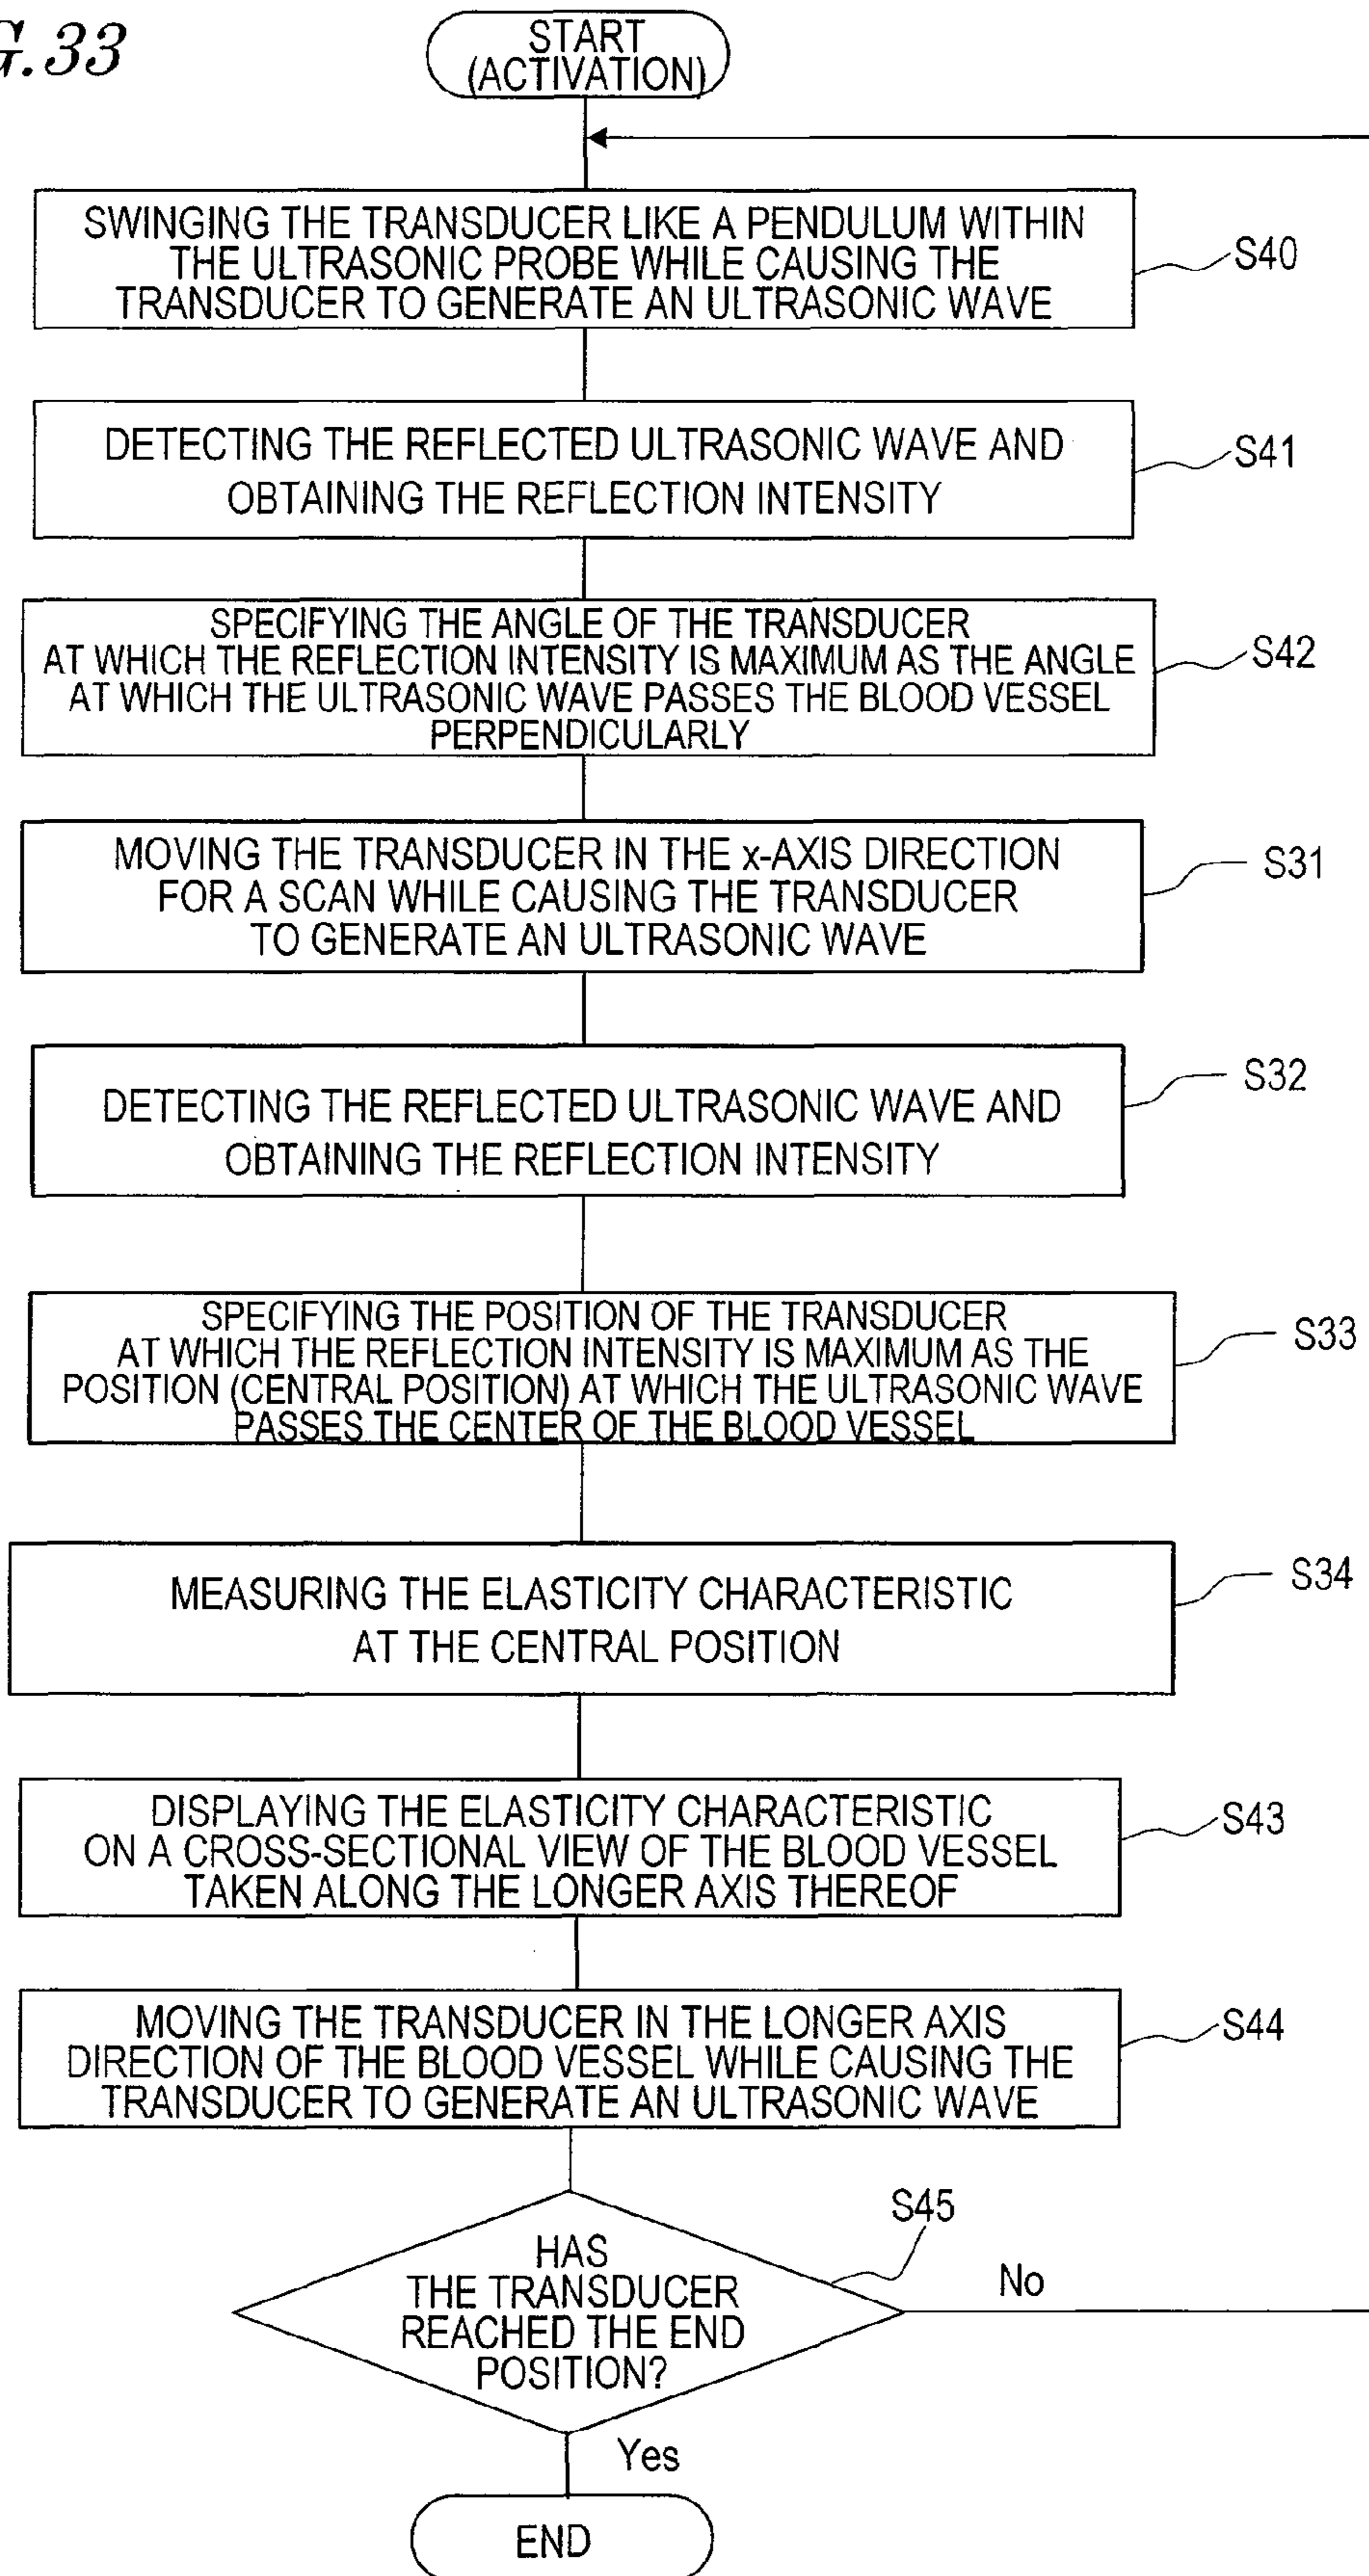 G.33
START
(ACTIVATION)
SWINGING THE TRANSDUCER LIKE A PENDULUM WITHIN
THE ULTRASONIC PROBE WHILE CAUSING THE
TRANSDUCER TO GENERATE AN ULTRASONIC WAVE
S40
DETECTING THE REFLECTED ULTRASONIC WAVE AND
OBTAINING THE REFLECTION INTENSITY
S41
SPECIFYING THE ANGLE OF THE TRANSDUCER
AT WHICH THE REFLECTION INTENSITY IS MAXIMUM AS THE ANGLE
AT WHICH THE ULTRASONIC WAVE PASSES THE BLOOD VESSEL
PERPENDICULARLY
S42
MOVING THE TRANSDUCER IN THE x-AXIS DIRECTION
FOR A SCAN WHILE CAUSING THE TRANSDUCER
TO GENERATE AN ULTRASONIC WAVE
S31
DETECTING THE REFLECTED ULTRASONIC WAVE AND
OBTAINING THE REFLECTION INTENSITY
S32
SPECIFYING THE POSITION OF THE TRANSDUCER
AT WHICH THE REFLECTION INTENSITY IS MAXIMUM AS THE
POSITION (CENTRAL POSITION) AT WHICH THE ULTRASONIC WAVE
PASSES THE CENTER OF THE BLOOD VESSEL
S33
MEASURING THE ELASTICITY CHARACTERISTIC
AT THE CENTRAL POSITION
S34
DISPLAYING THE ELASTICITY CHARACTERISTIC
ON A CROSS-SECTIONAL VIEW OF THE BLOOD VESSEL
TAKEN ALONG THE LONGER AXIS THEREOF
S43
MOVING THE TRANSDUCER IN THE LONGER AXIS
DIRECTION OF THE BLOOD VESSEL WHILE CAUSING THE
TRANSDUCER TO GENERATE AN ULTRASONIC WAVE
S44
HAS
THE TRANSDUCER
REACHED THE END
POSITION?
S45
No
Yes
END